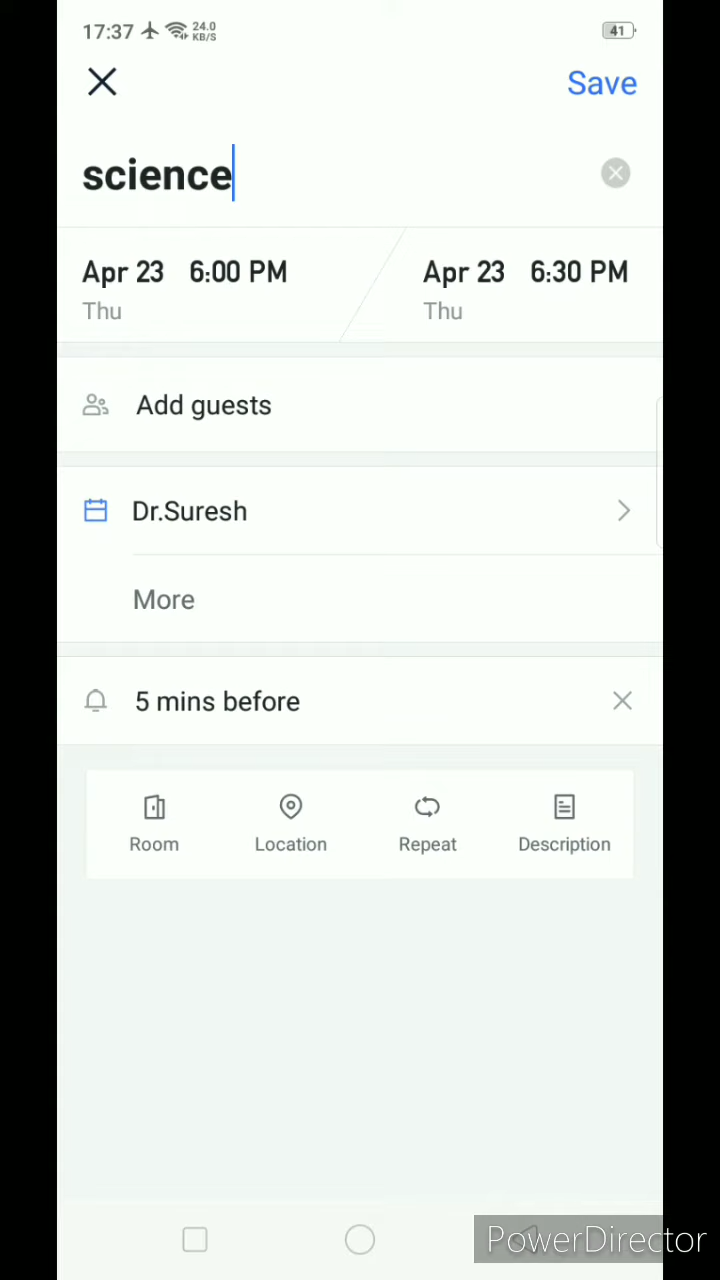 17:37 24.0 KB/S 41
Save
science
Apr 23 6:00 PM Apr 23 6:30 PM
Thu Thu
Add guests
Dr.Suresh
More
5 mins before
Room Location Repeat Description
PowerDirector